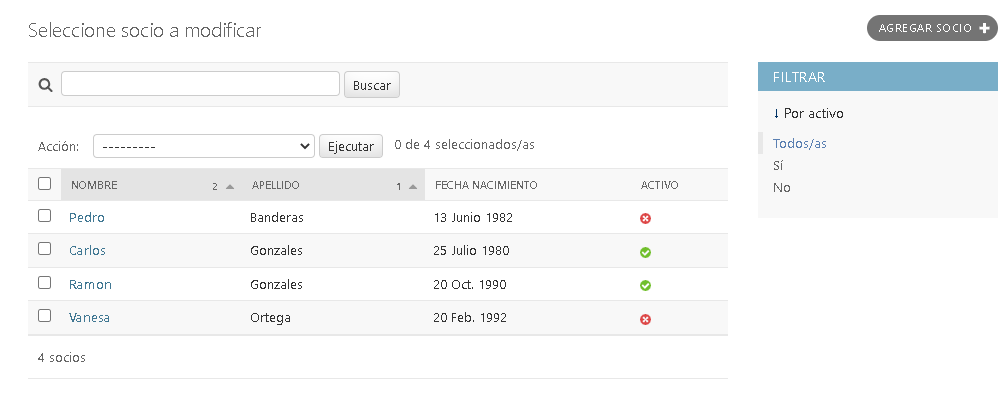 Seleccione socio a modificar
AGREGAR SOCIO
Buscar
FILTRAR
↓ Por activo
Todos/as
Sí
No
Acción: --------- Ejecutar 0 de 4 seleccionados/as
NOMBRE 2 APELLIDO 1 FECHA NACIMIENTO ACTIVO
Pedro Banderas 13 Junio 1982
Carlos Gonzales 25 Julio 1980
Ramon Gonzales 20 Oct. 1990
Vanesa Ortega 20 Feb. 1992
4 socios